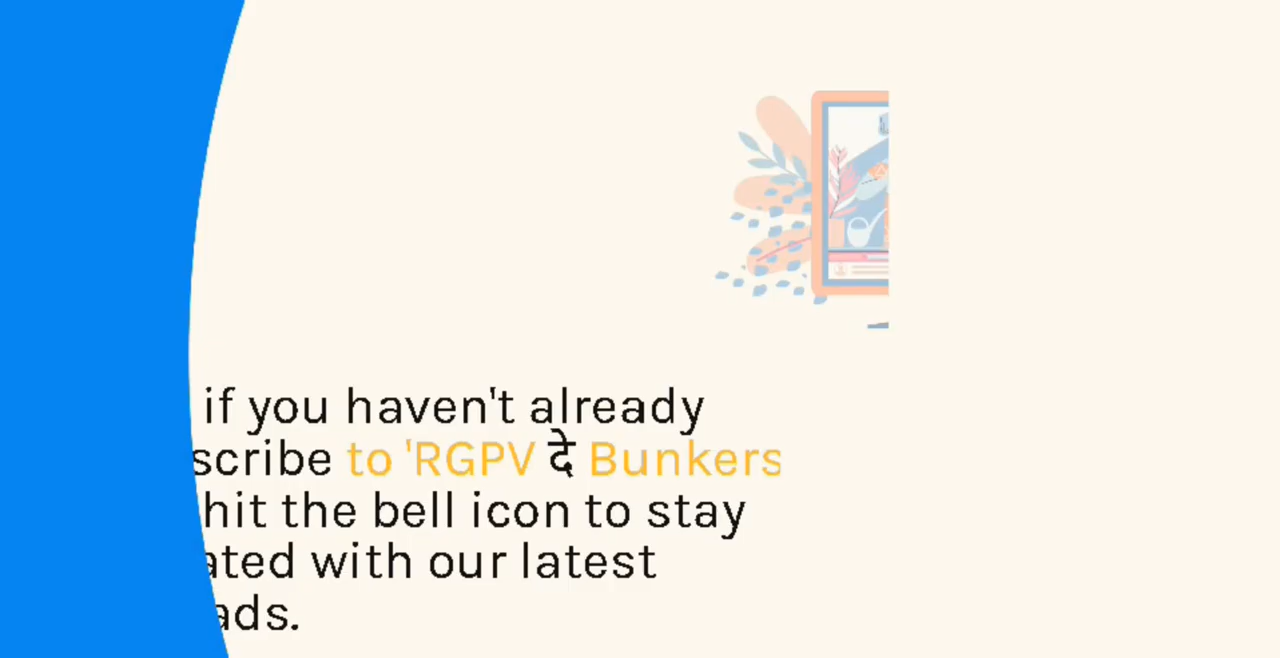 if you haven't already
scribe to 'RGPV दे Bunkers
hit the bell icon to stay
ated with our latest
ads.